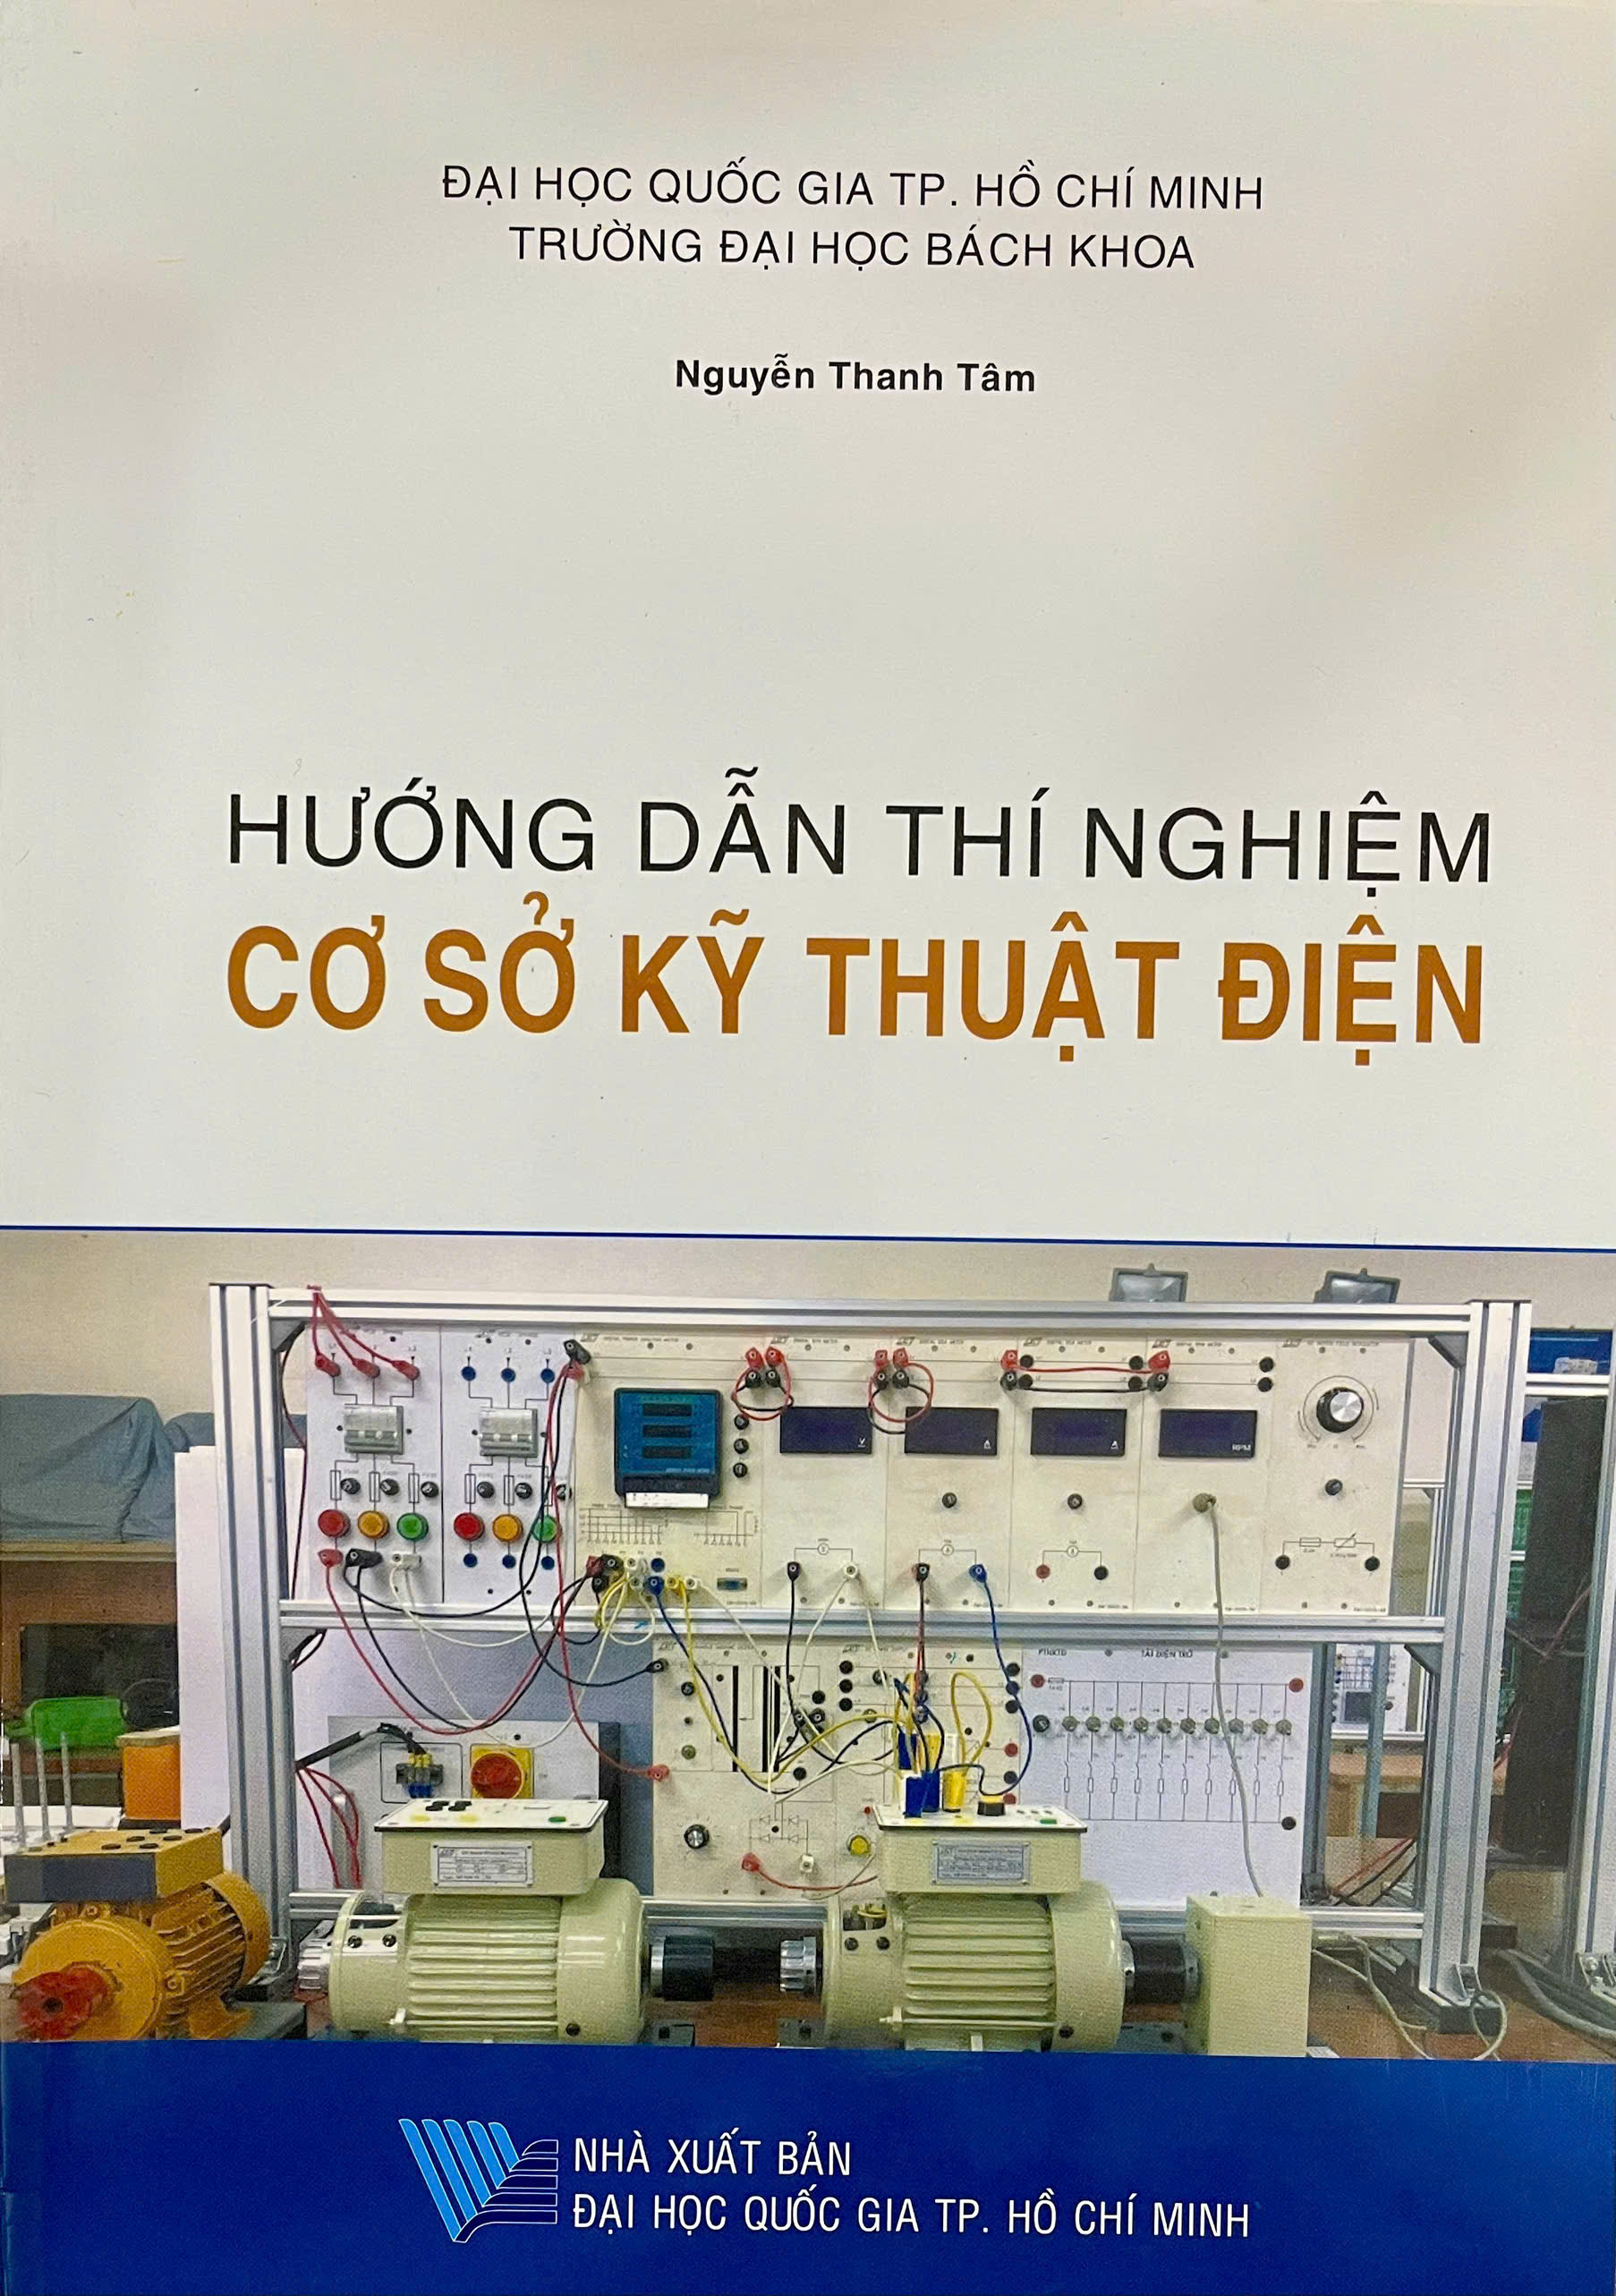 ĐẠI HỌC QUỐC GIA TP. HỒ CHÍ MINH
TRƯỜNG ĐẠI HỌC BÁCH KHOA
Nguyễn Thanh Tâm
HƯỚNG DẪN THÍ NGHIỆM
CƠ SỞ KỸ THUẬT ĐIỆN
V
A
A
RPM
TẢI ĐIỆN TRỞ
NHÀ XUẤT BẢN
ĐẠI HỌC QUỐC GIA TP. HỒ CHÍ MINH